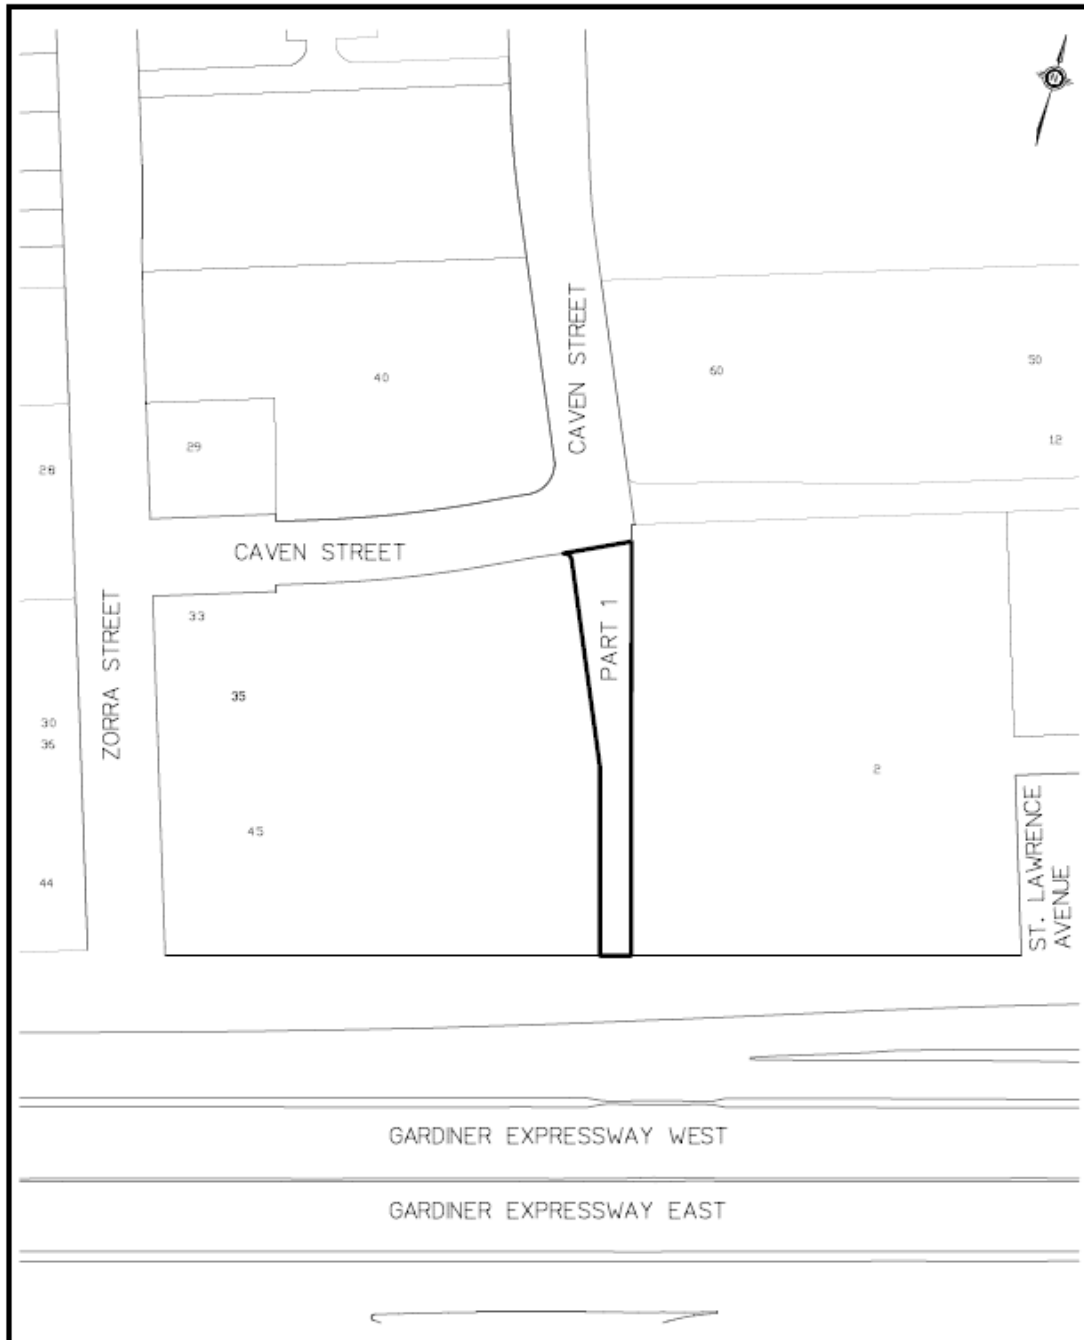 N
40
CAVEN STREET
60
50
12
29
28
CAVEN STREET
33
PART 1
ZORRA STREET
35
30
36
2
45
44
ST. LAWRENCE
AVENUE
GARDINER EXPRESSWAY WEST
GARDINER EXPRESSWAY EAST